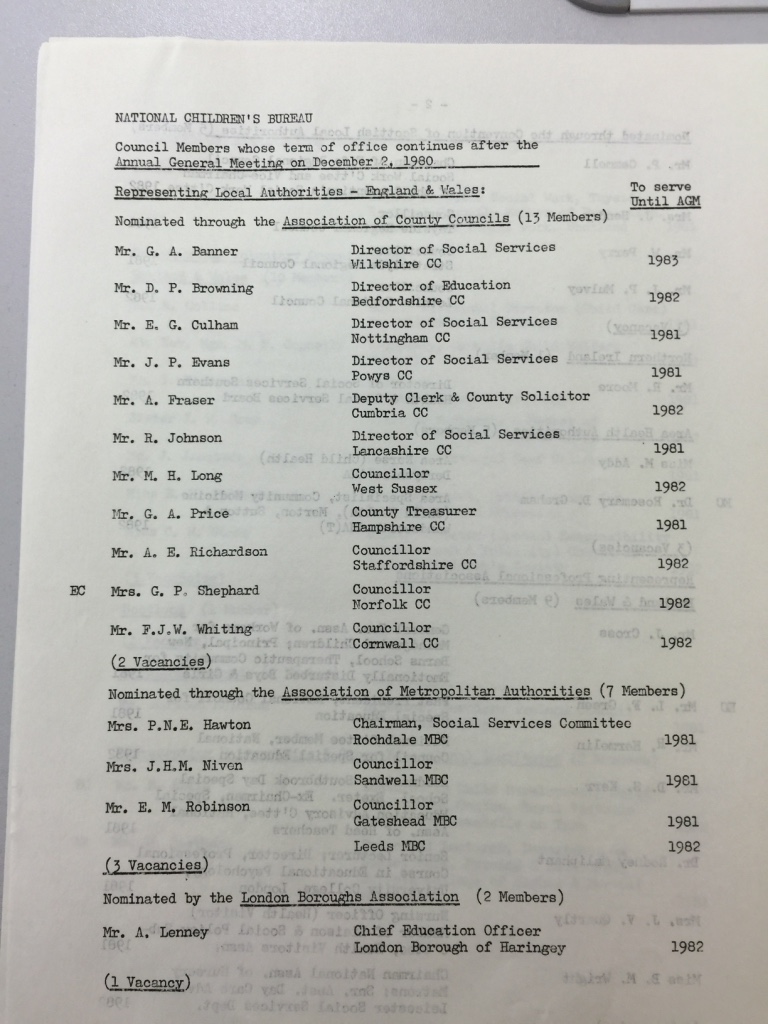 NATIONAL CHILDREN'S BUREAU
Council Members whose term of office continues after the
Annual General Meeting on December 2, 1980
Representing Local Authorities - England & Wales:
To serve
Until AGM
Nominated through the Association of County Councils (13 Members)
Mr. G. A. Banner Director of Social Services
Wiltshire CC 1983
Mr. D. P. Browning Director of Education
Bedfordshire CC 1982
Mr. E. G. Culham Director of Social Services
Nottingham CC 1981
Mr. J. P. Evans Director of Social Services
Powys CC 1981
Mr. A. Fraser Deputy Clerk & County Solicitor
Cumbria CC 1982
Mr. R. Johnson Director of Social Services
Lancashire CC 1981
Mr. M. H. Long Councillor
West Sussex 1982
Mr. G. A. Price County Treasurer
Hampshire CC 1981
Mr. A. E. Richardson Councillor
Staffordshire CC 1982
EC Mrs. G. P. Shephard Councillor
Norfolk CC 1982
Mr. F.J.W. Whiting Councillor
Cornwall CC 1982
(2 Vacancies)
Nominated through the Association of Metropolitan Authorities (7 Members)
Mrs. P.N.E. Hawton Chairman, Social Services Committee
Rochdale MBC 1981
Mrs. J.H.M. Niven Councillor
Sandwell MBC 1981
Mr. E. M. Robinson Councillor
Gateshead MBC 1981
Leeds MBC 1982
(3 Vacancies)
Nominated by the London Boroughs Association (2 Members)
Mr. A. Lenney Chief Education Officer
London Borough of Haringey 1982
(1 Vacancy)